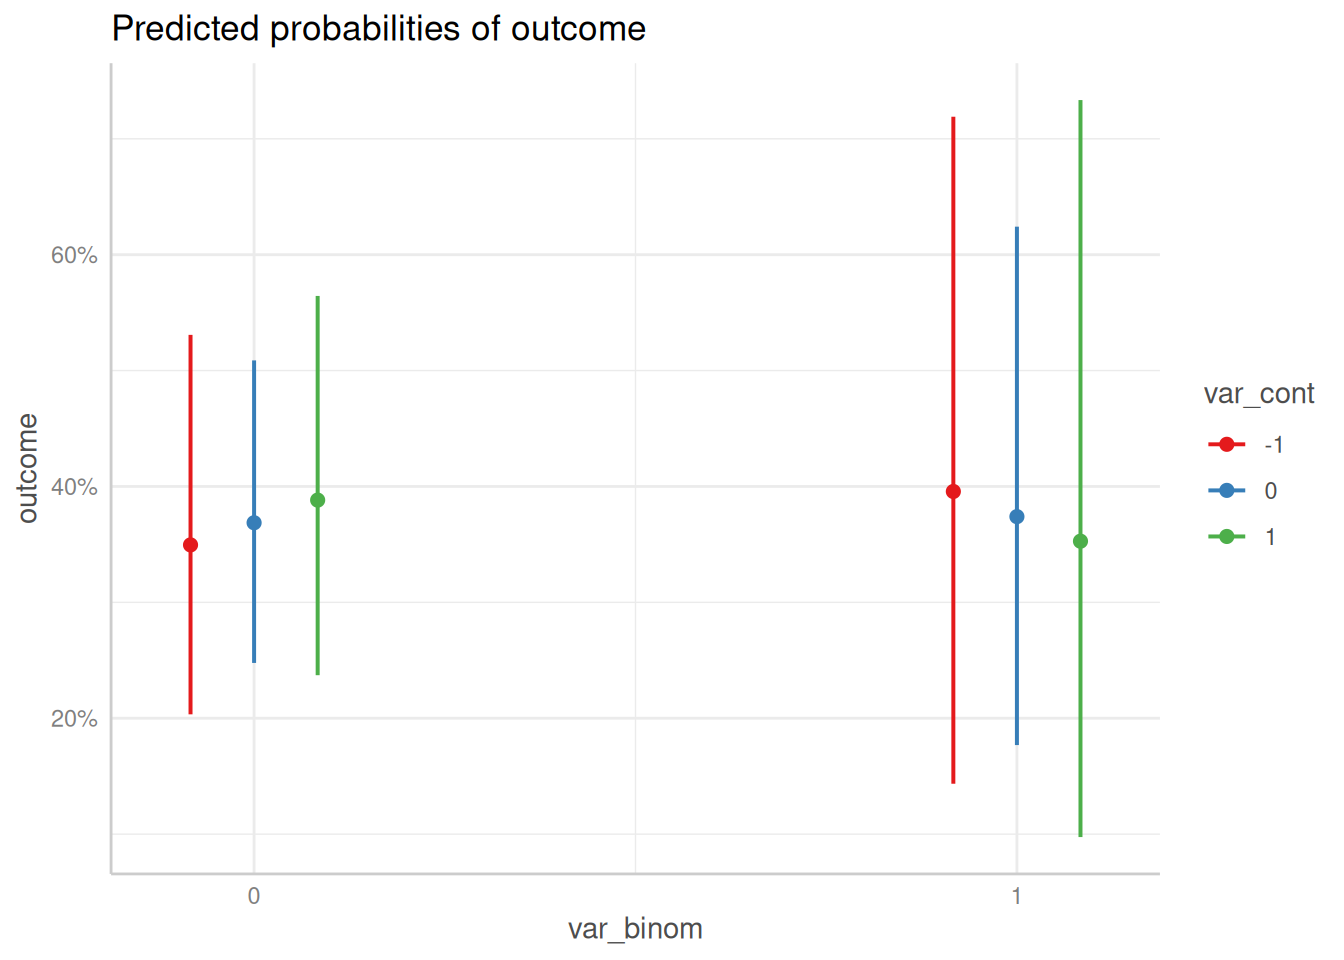 Predicted probabilities of outcome
60%
40%
20%
outcome
0
1
var_binom
var_cont
-1
0
1